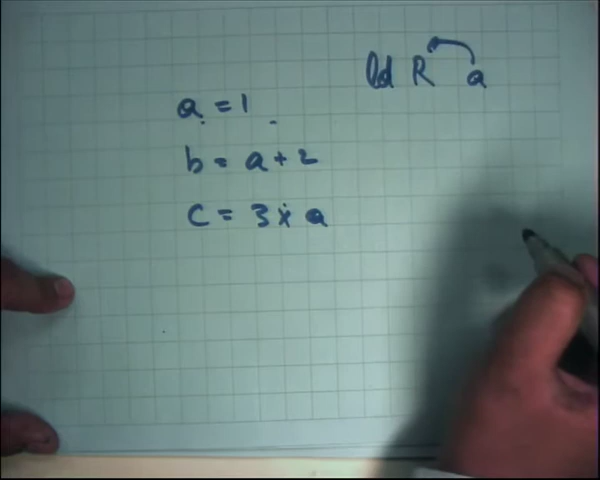 ld R a
a = 1
b = a + 2
c = 3 × a